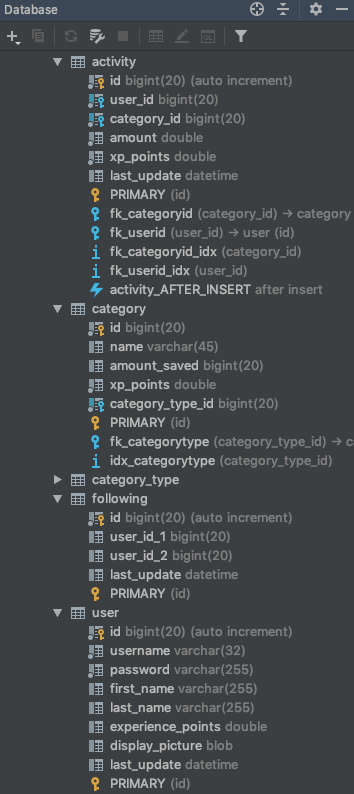 Database
activity
id bigint(20) (auto increment)
user_id bigint(20)
category_id bigint(20)
amount double
xp_points double
last_update datetime
PRIMARY (id)
fk_categoryid (category_id) → category
fk_userid (user_id) → user (id)
fk_categoryid_idx (category_id)
fk_userid_idx (user_id)
activity_AFTER_INSERT after insert
category
id bigint(20)
name varchar(45)
amount_saved bigint(20)
xp_points double
category_type_id bigint(20)
PRIMARY (id)
fk_categorytype (category_type_id) → c
idx_categorytype (category_type_id)
category_type
following
id bigint(20) (auto increment)
user_id_1 bigint(20)
user_id_2 bigint(20)
last_update datetime
PRIMARY (id)
user
id bigint(20) (auto increment)
username varchar(32)
password varchar(255)
first_name varchar(255)
last_name varchar(255)
experience_points double
display_picture blob
last_update datetime
PRIMARY (id)